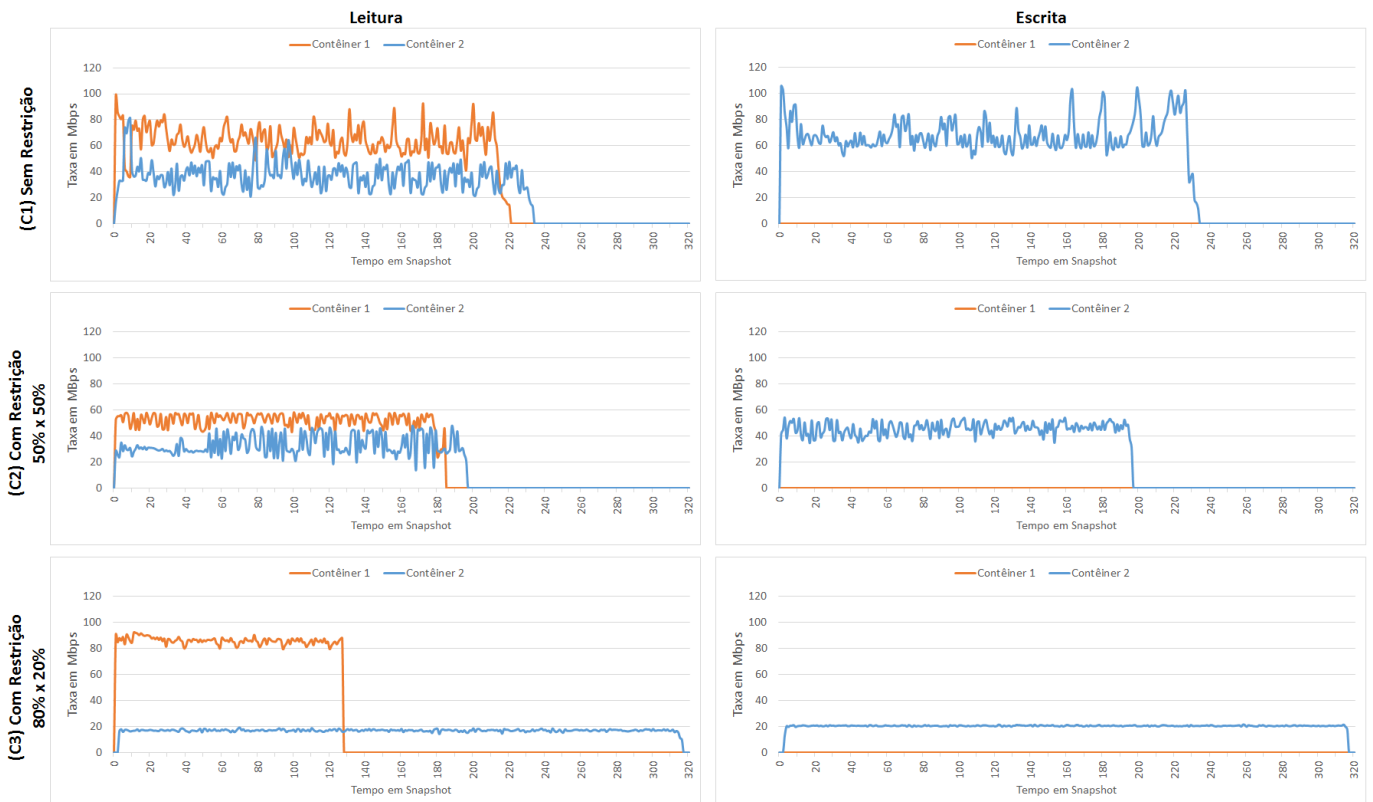 Leitura
Escrita
(C1) Sem Restrição
Contêiner 1 Contêiner 2
Taxa em Mbps
120
100
80
60
40
20
0
0 20 40 60 80 100 120 140 160 180 200 220 240 260 280 300 320
Tempo em Snapshot
Contêiner 1 Contêiner 2
Taxa em Mbps
120
100
80
60
40
20
0
0 20 40 60 80 100 120 140 160 180 200 220 240 260 280 300 320
Tempo em Snapshot
(C2) Com Restrição
50% x 50%
Contêiner 1 Contêiner 2
Taxa em MBps
120
100
80
60
40
20
0
0 20 40 60 80 100 120 140 160 180 200 220 240 260 280 300 320
Tempo em Snapshot
Contêiner 1 Contêiner 2
Taxa em MBps
120
100
80
60
40
20
0
0 20 40 60 80 100 120 140 160 180 200 220 240 260 280 300 320
Tempo em Snapshot
(C3) Com Restrição
80% x 20%
Contêiner 1 Contêiner 2
Taxa em Mbps
120
100
80
60
40
20
0
0 20 40 60 80 100 120 140 160 180 200 220 240 260 280 300 320
Tempo em Snapshot
Contêiner 1 Contêiner 2
Taxa em Mbps
120
100
80
60
40
20
0
0 20 40 60 80 100 120 140 160 180 200 220 240 260 280 300 320
Tempo em Snapshot